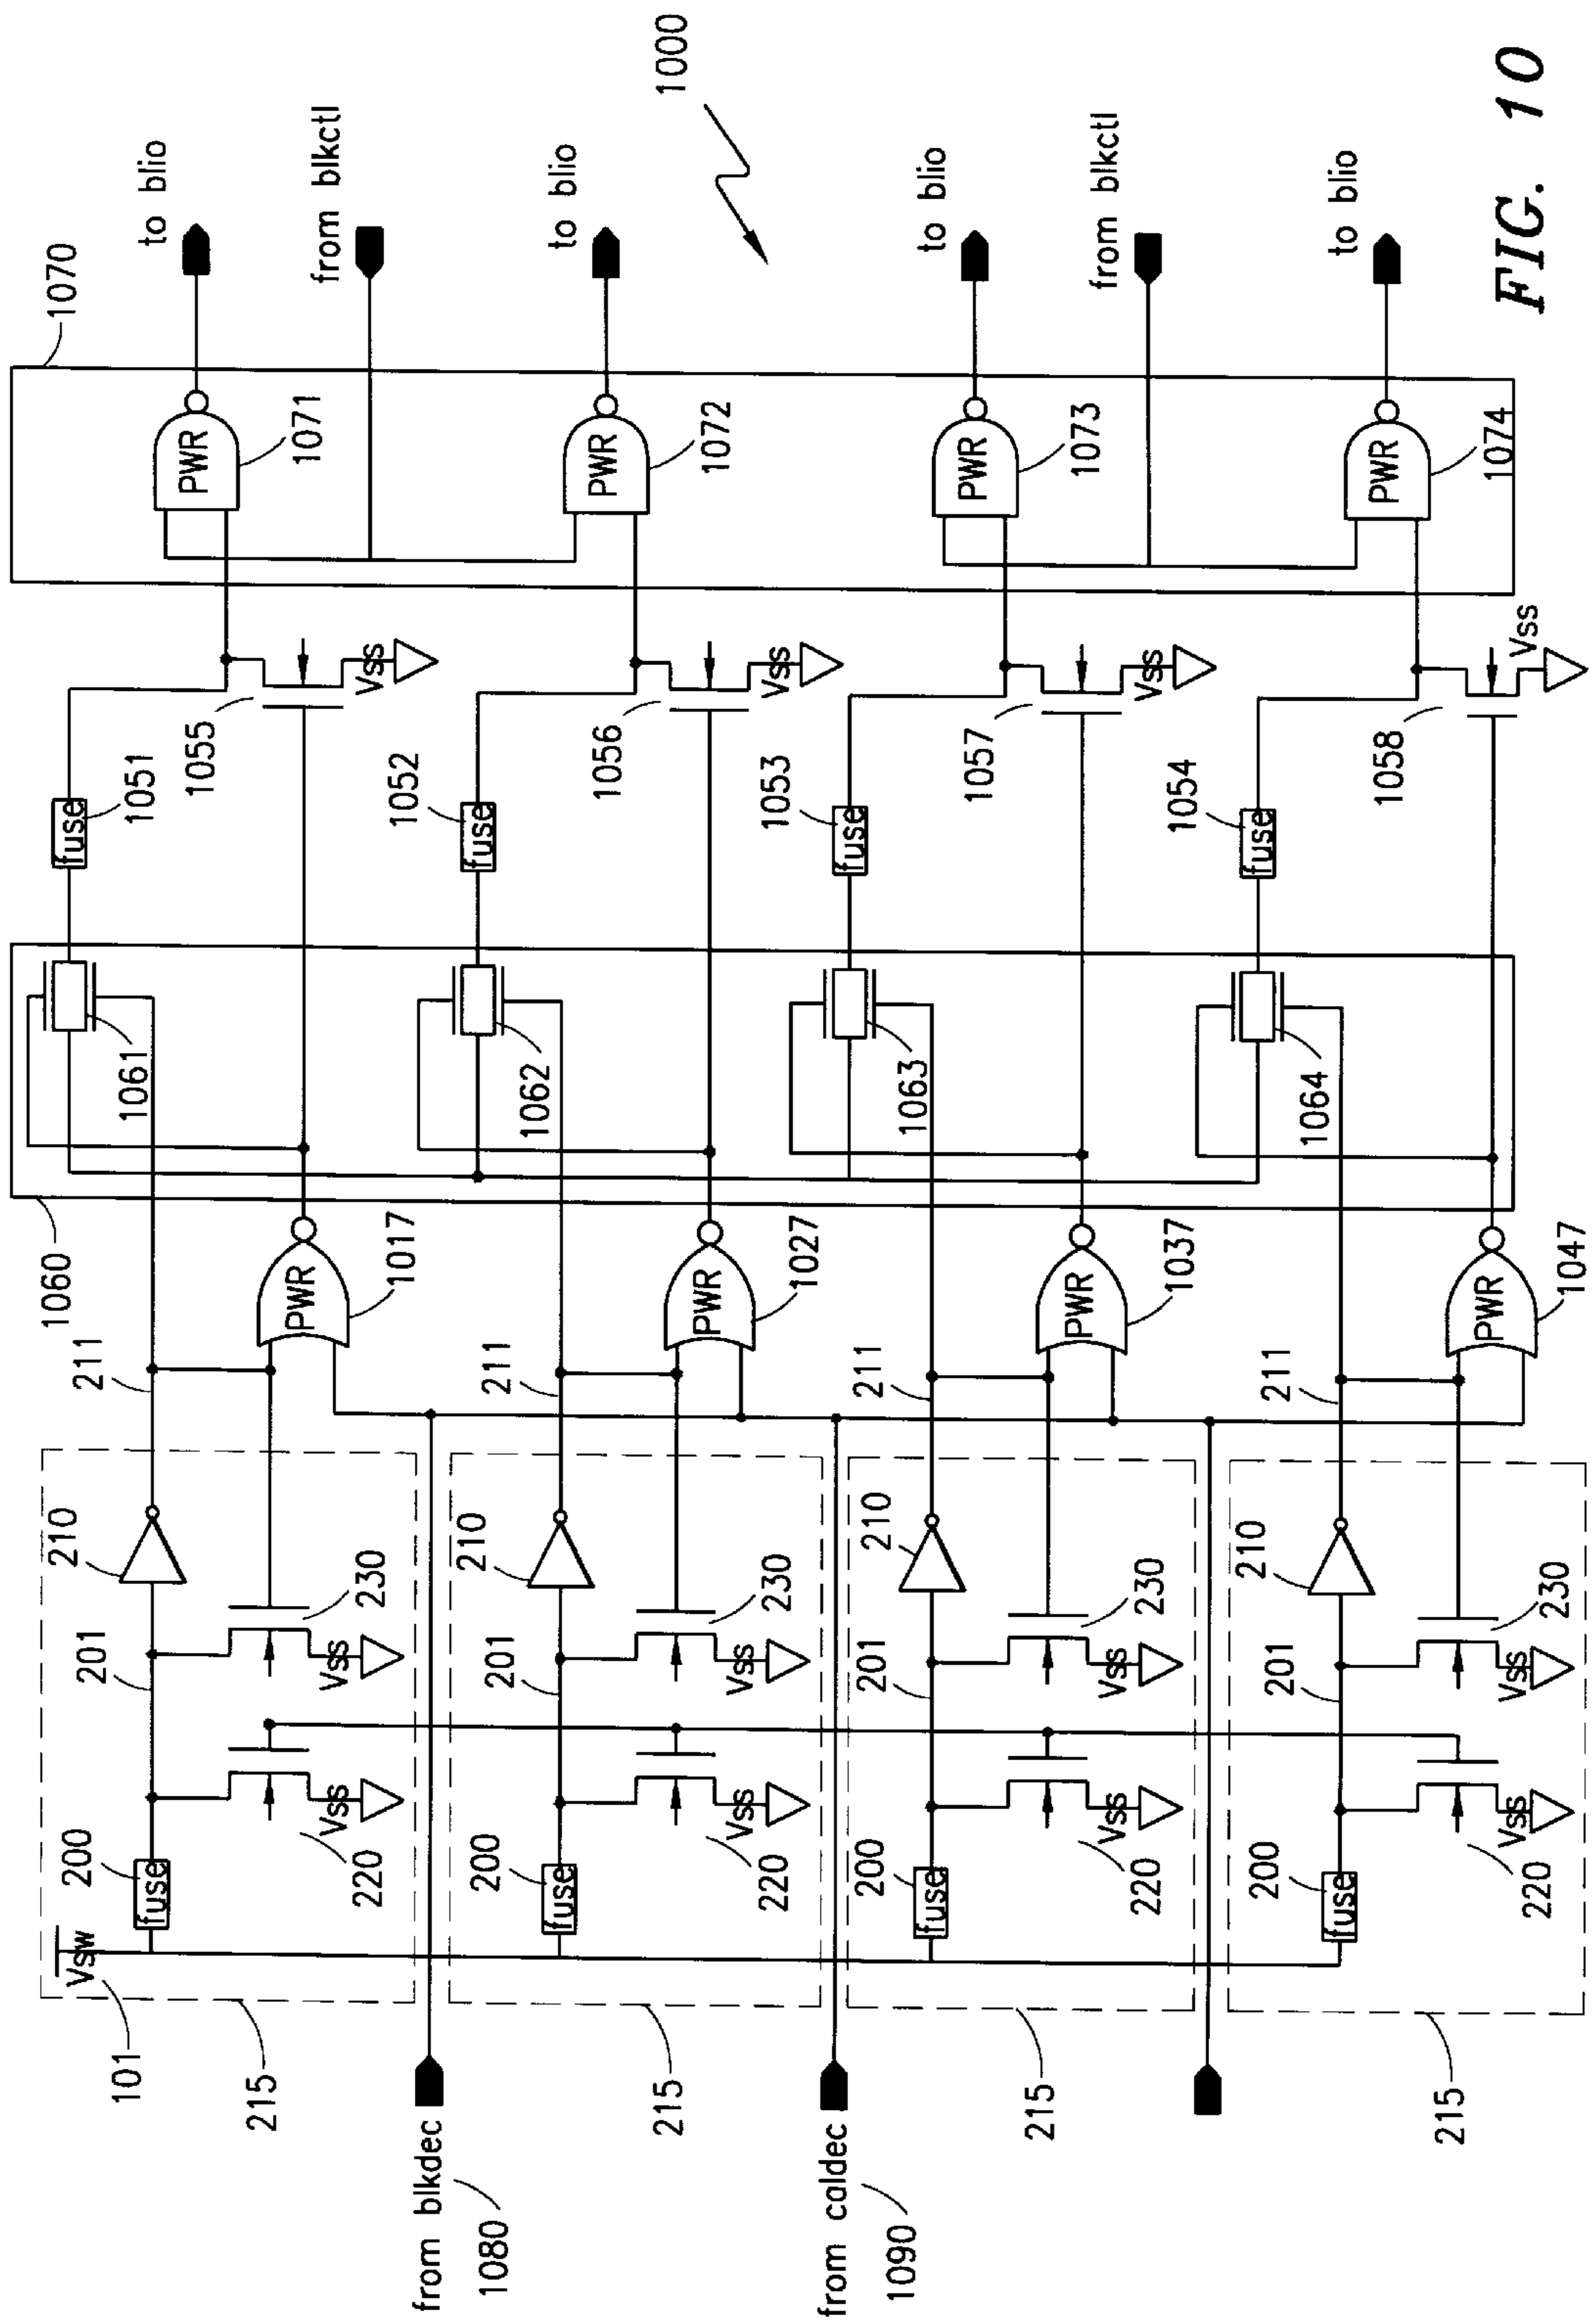 1000
to blio
from blkctl
to blio
to blio
from blkctl
to blio
1070
PWR
1071
PWR
1072
PWR
1073
PWR
1074
fuse
1051
1055
Vss
fuse
1052
1056
Vss
fuse
1053
1057
Vss
fuse
1054
1058
Vss
1060
1061
1062
1063
1064
211
PWR
1017
211
PWR
1027
211
PWR
1037
211
PWR
1047
101
Vsw
215
200
fuse
201
210
220
Vss
230
Vss
215
200
fuse
201
210
220
Vss
230
Vss
215
200
fuse
201
210
220
Vss
230
Vss
215
200
fuse
201
210
220
Vss
230
Vss
from blkdec
1080
from caldec
1090
FIG. 10